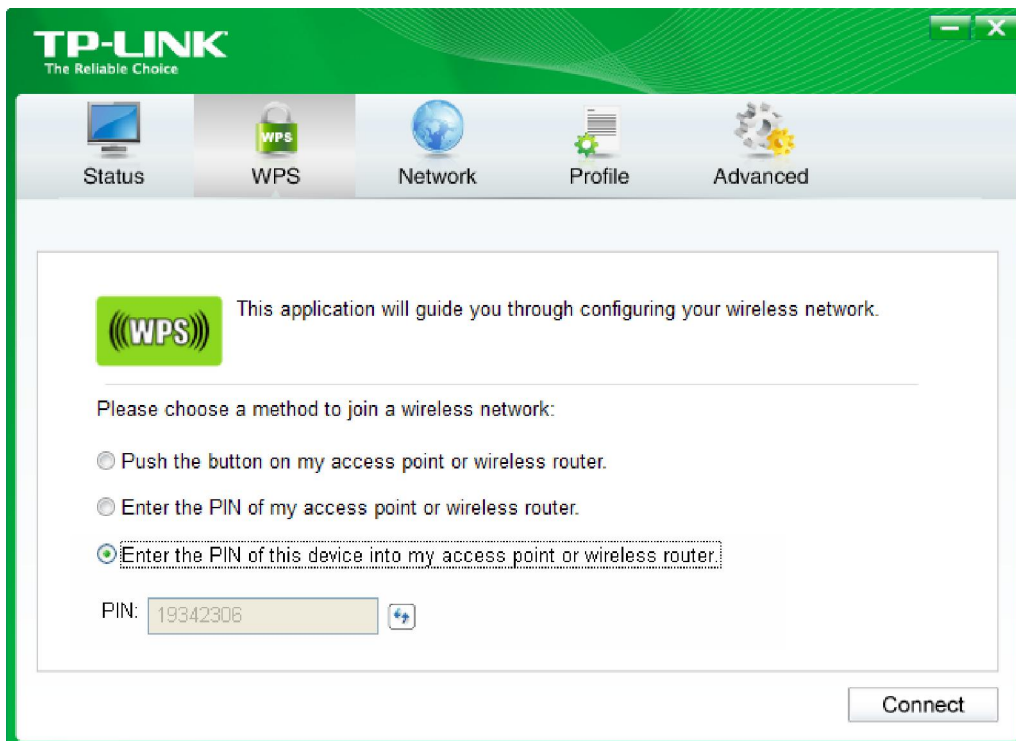 TP-LINK
The Reliable Choice
WPS
Status
WPS
Network
Profile
Advanced
WPS
This application will guide you through configuring your wireless network.
Please choose a method to join a wireless network:
Push the button on my access point or wireless router.
Enter the PIN of my access point or wireless router.
Enter the PIN of this device into my access point or wireless router.
PIN: 19342306
Connect